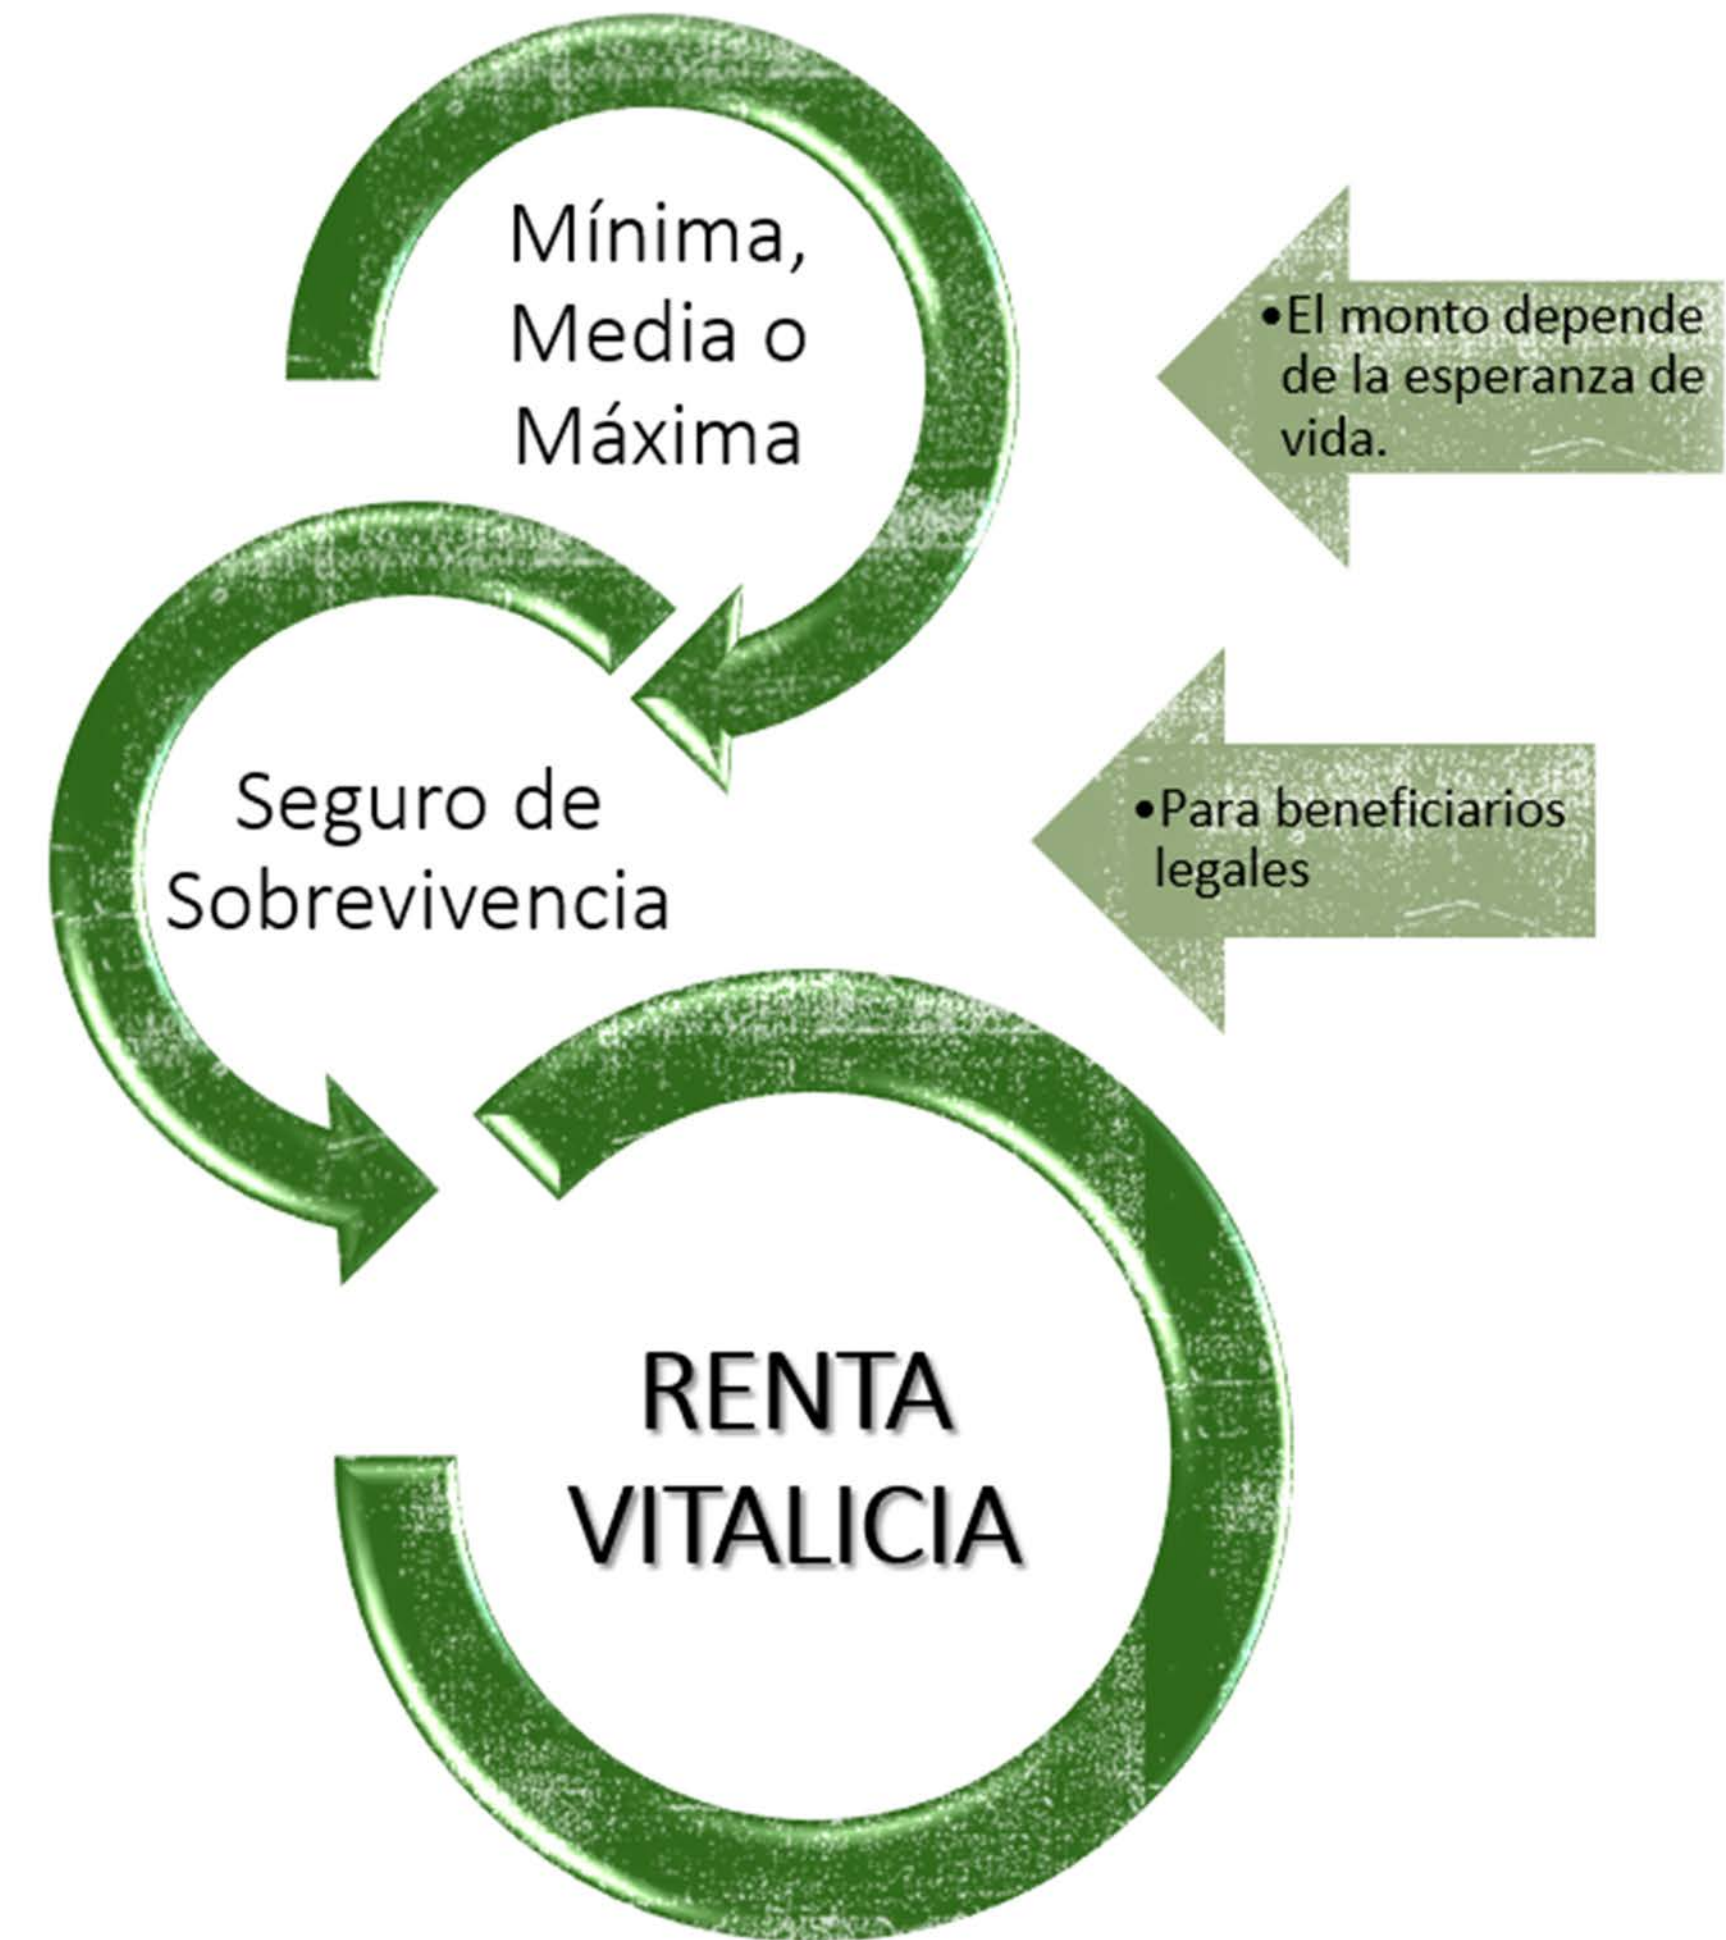 Mínima,
Media o
Máxima
•El monto depende
de la esperanza de
vida.
Seguro de
Sobrevivencia
•Para beneficiarios
legales
RENTA
VITALICIA